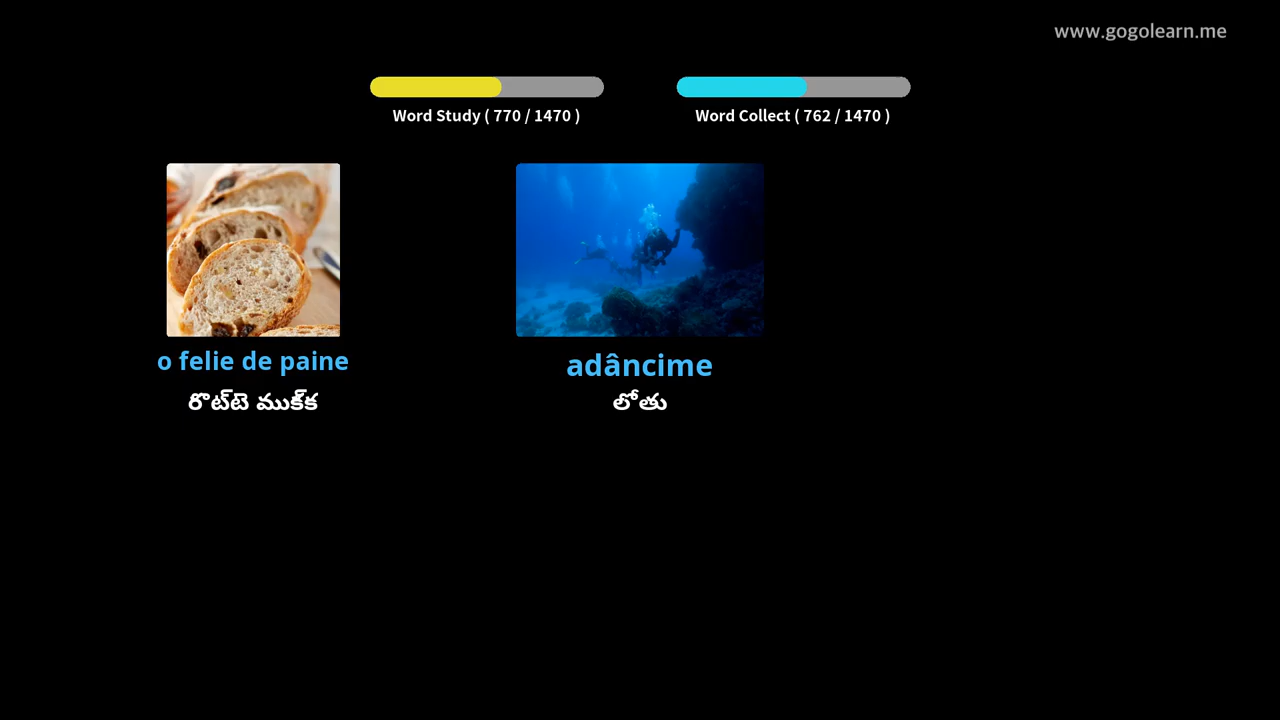 www.gogolearn.me
Word Study ( 770 / 1470 )
Word Collect ( 762 / 1470 )
o felie de paine
రొట్‌టె ముక్‌క
adâncime
లోతు